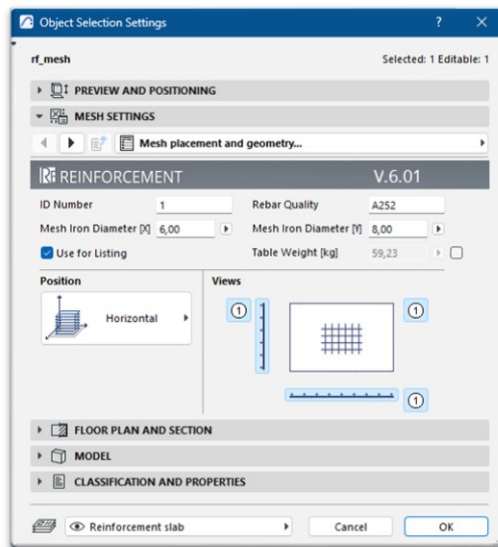 Object Selection Settings ? ×
rf_mesh Selected: 1 Editable: 1
PREVIEW AND POSITIONING
MESH SETTINGS
Mesh placement and geometry...
RF REINFORCEMENT V.6.01
ID Number 1 Rebar Quality A252
Mesh Iron Diameter [X] 6,00 Mesh Iron Diameter [Y] 8,00
Use for Listing Table Weight [kg] 59,23
Position Views
1 1
Horizontal
1
FLOOR PLAN AND SECTION
MODEL
CLASSIFICATION AND PROPERTIES
Reinforcement slab Cancel OK